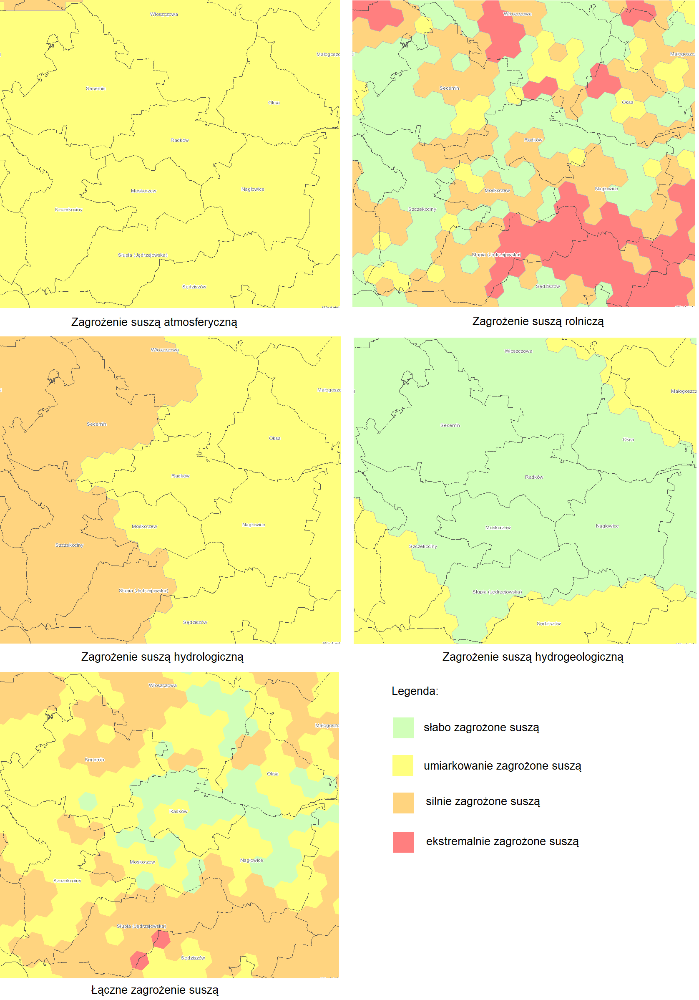 Włoszczowa
Małogoszc
Secemin
Oksa
Radków
Moskorzew
Nagłowice
Szczekociny
Słupia (Jędrzejowska)
Sędziszów
Zagrożenie suszą atmosferyczną
Włoszczowa
Małogoszc
Secemin
Oksa
Radków
Moskorzew
Nagłowice
Szczekociny
Słupia (Jędrzejowska)
Sędziszów
Zagrożenie suszą rolniczą
Włoszczowa
Małogoszc
Secemin
Oksa
Radków
Moskorzew
Nagłowice
Szczekociny
Słupia (Jędrzejowska)
Sędziszów
Zagrożenie suszą hydrologiczną
Włoszczowa
Małogoszcz
Secemin
Oksa
Radków
Moskorzew
Nagłowice
Szczekociny
Słupia (Jędrzejowska)
Sędziszów
Zagrożenie suszą hydrogeologiczną
Włoszczowa
Małogoszc
Secemin
Oksa
Radków
Moskorzew
Nagłowice
Szczekociny
Słupia (Jędrzejowska)
Sędziszów
Łączne zagrożenie suszą
Legenda:
słabo zagrożone suszą
umiarkowanie zagrożone suszą
silnie zagrożone suszą
ekstremalnie zagrożone suszą